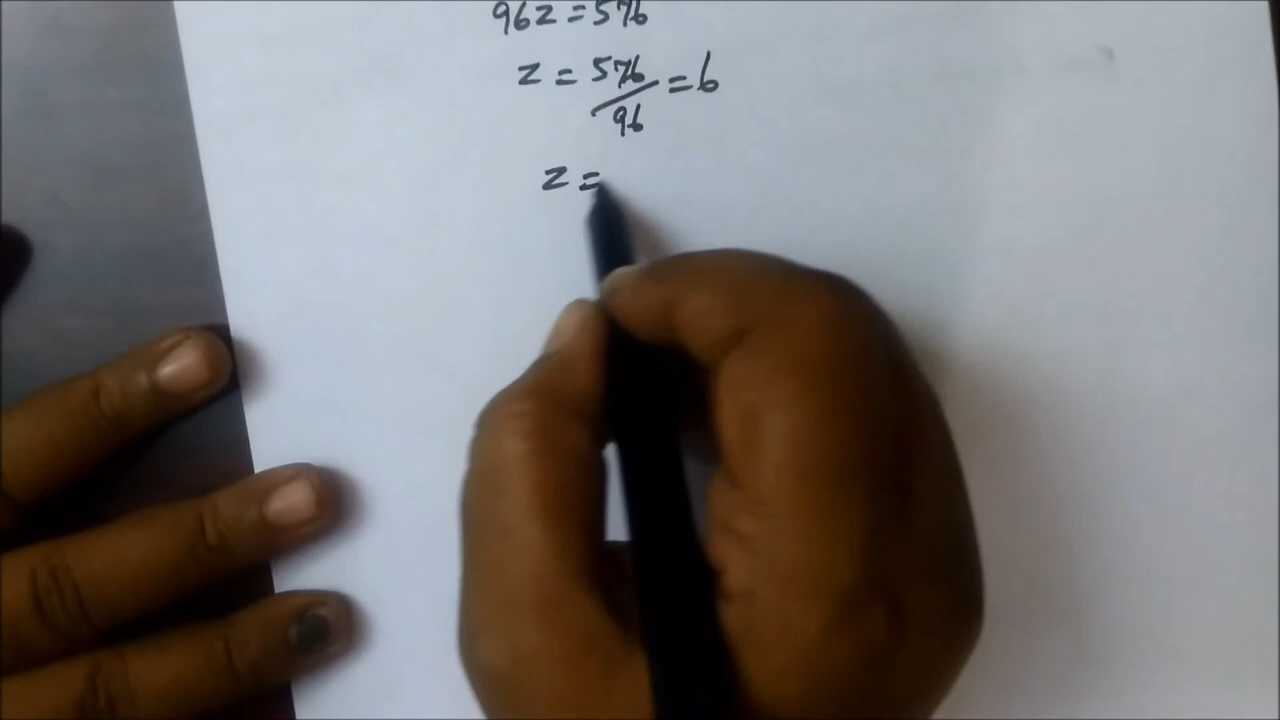 96z = 576
z = 576/96 = 6
z =